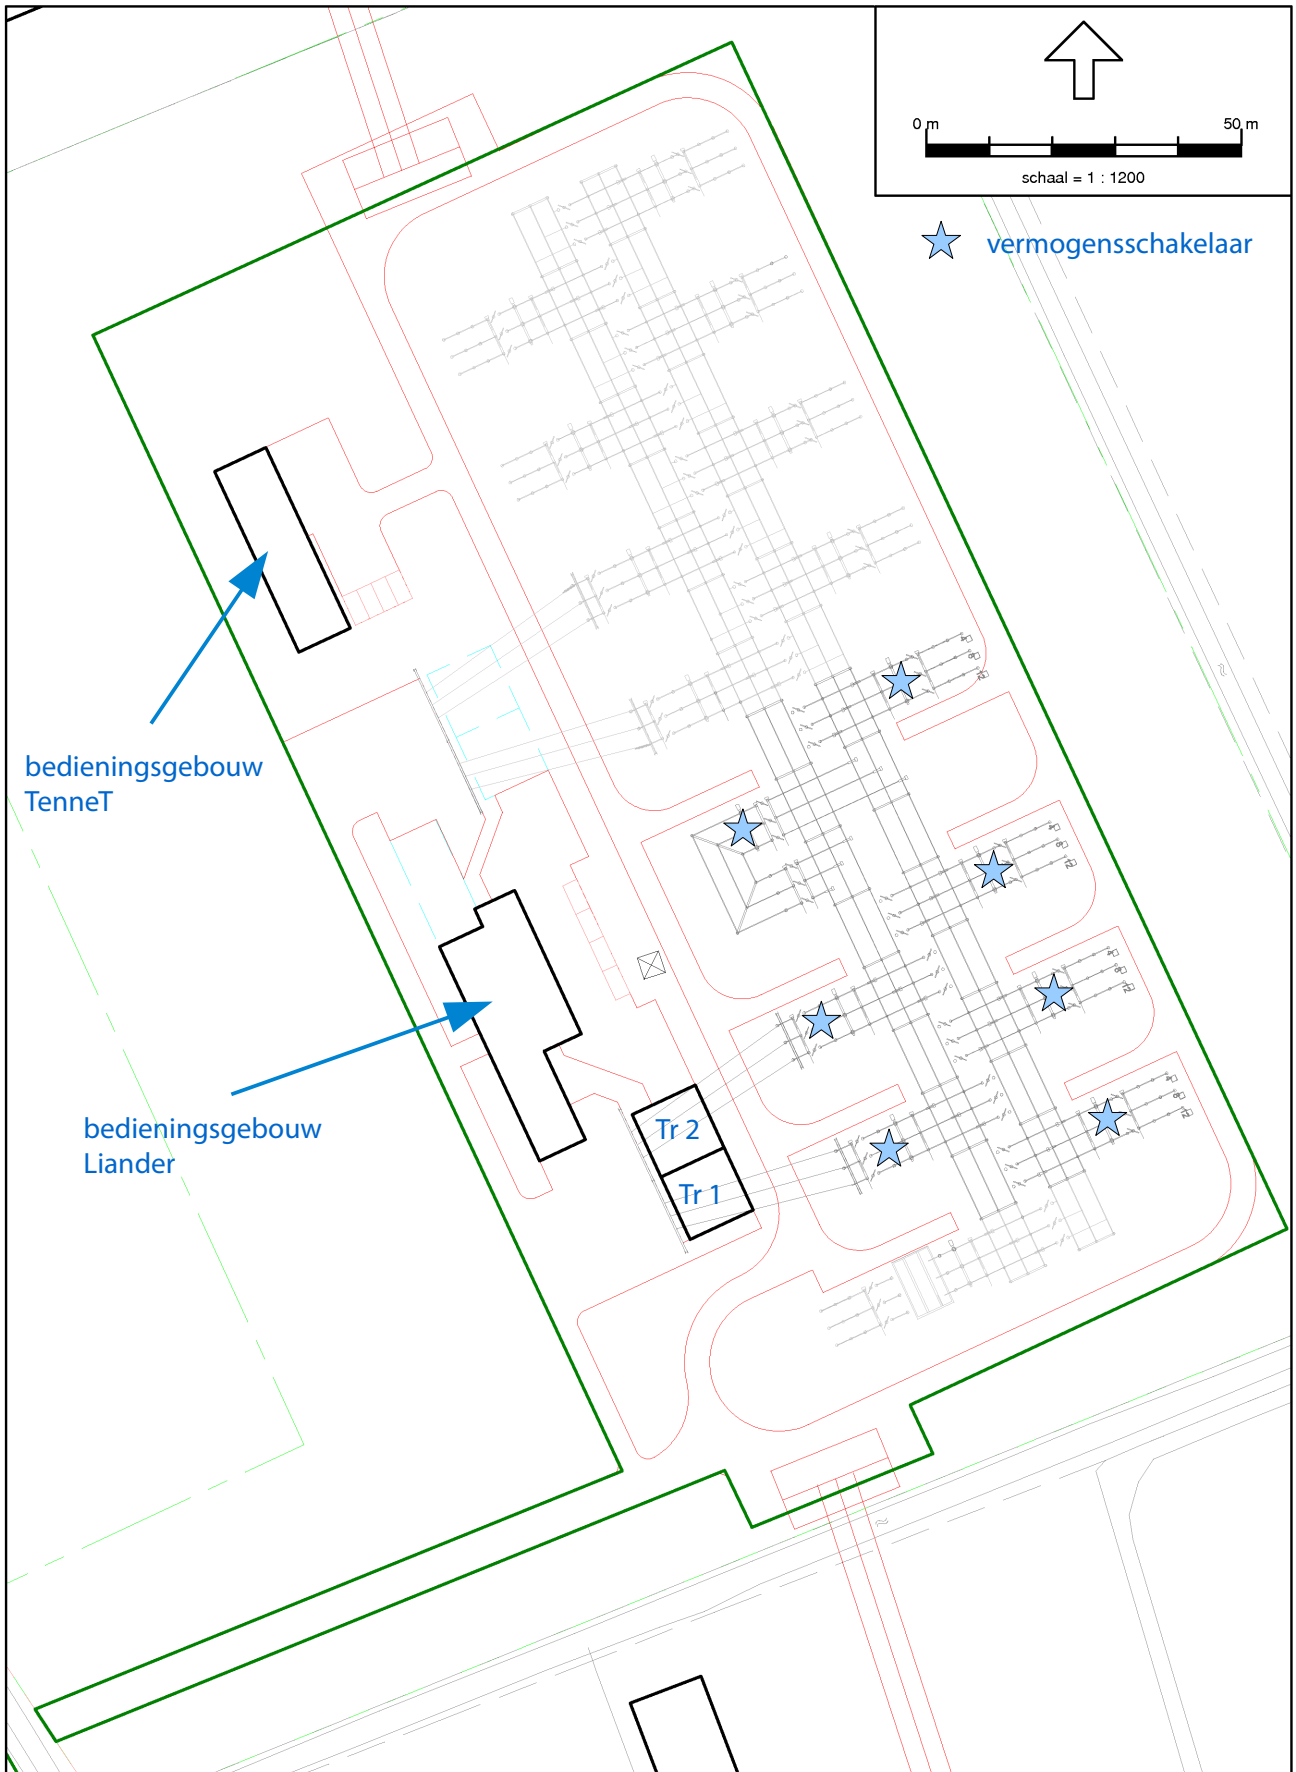 0 m 50 m
schaal = 1 : 1200
vermogensschakelaar
bedieningsgebouw
TenneT
bedieningsgebouw
Liander
Tr 2
Tr 1